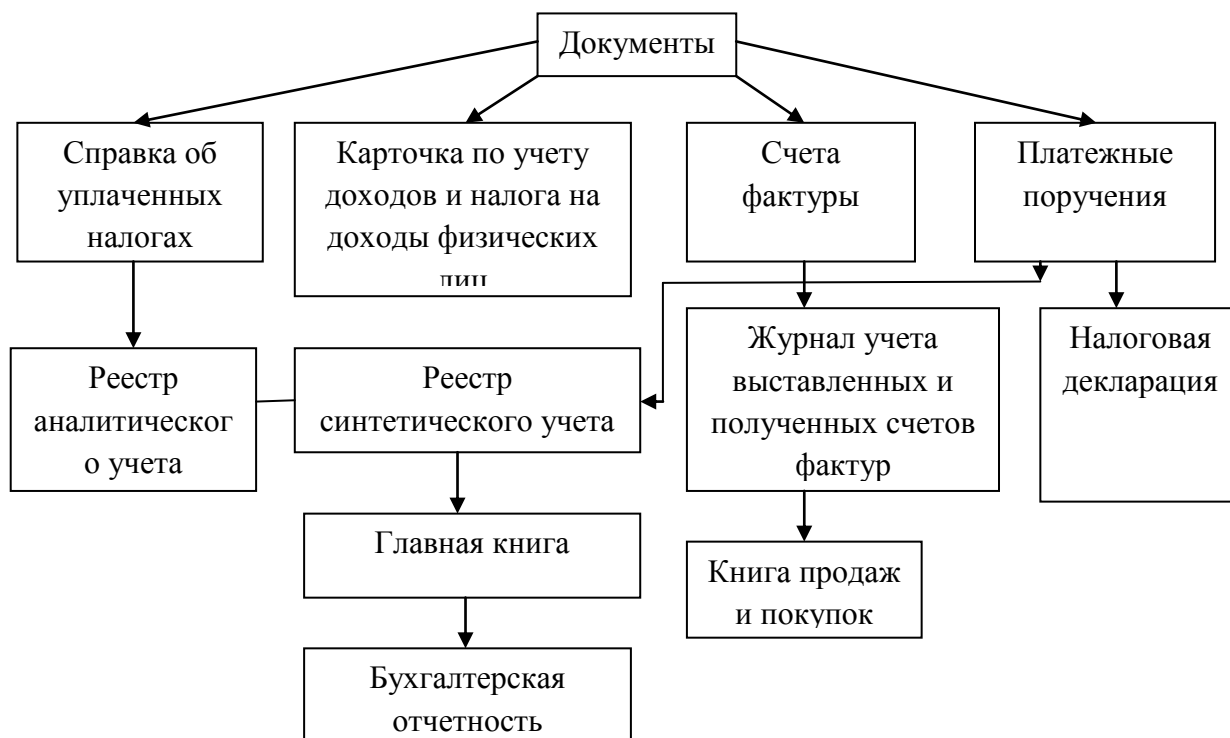 Документы
Справка об
уплаченных
налогах
Карточка по учету
доходов и налога на
доходы физических
лиц
Счета
фактуры
Платежные
поручения
Реестр
аналитическог
о учета
Реестр
синтетического учета
Журнал учета
выставленных и
полученных счетов
фактур
Налоговая
декларация
Главная книга
Книга продаж
и покупок
Бухгалтерская
отчетность